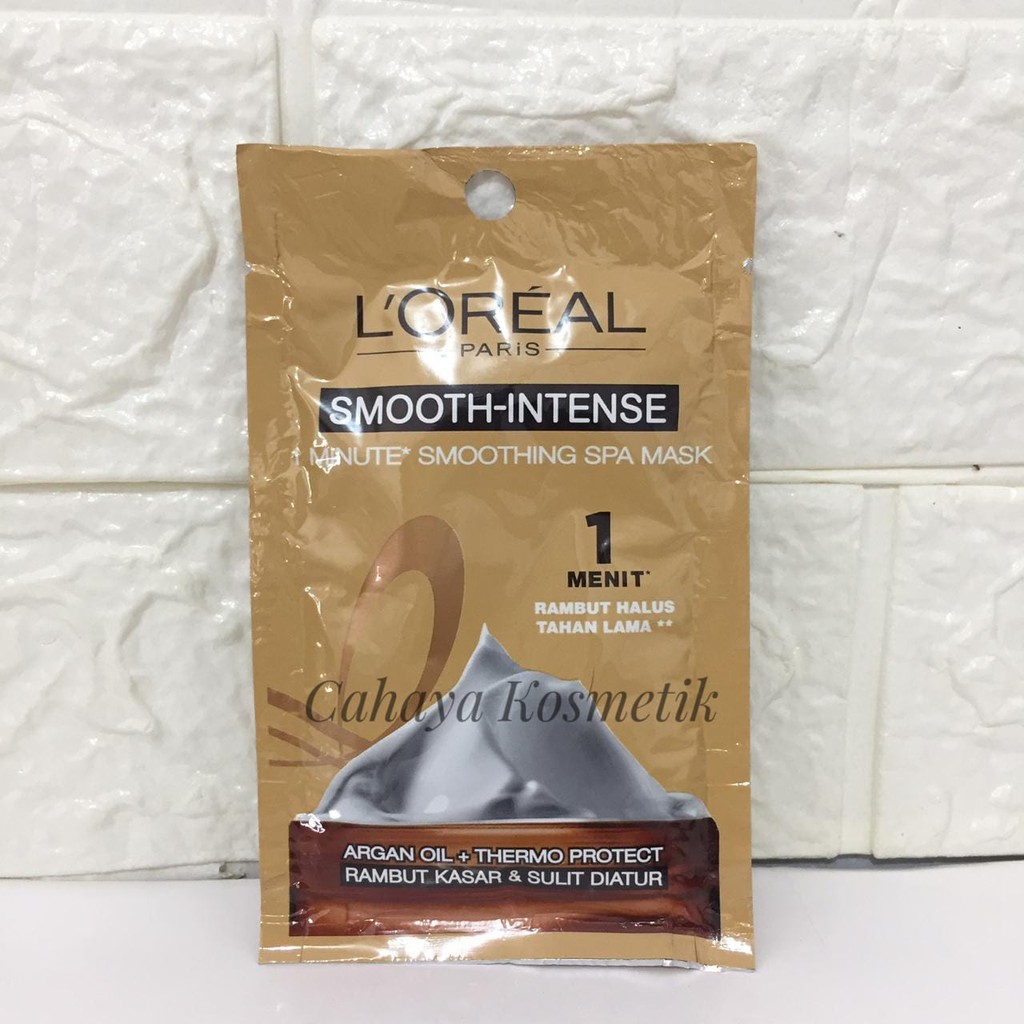 L'ORÉAL
PARiS
SMOOTH-INTENSE
1 MINUTE* SMOOTHING SPA MASK
1
MENIT*
RAMBUT HALUS
TAHAN LAMA **
Cahaya Kosmetik
ARGAN OIL + THERMO PROTECT
RAMBUT KASAR & SULIT DIATUR